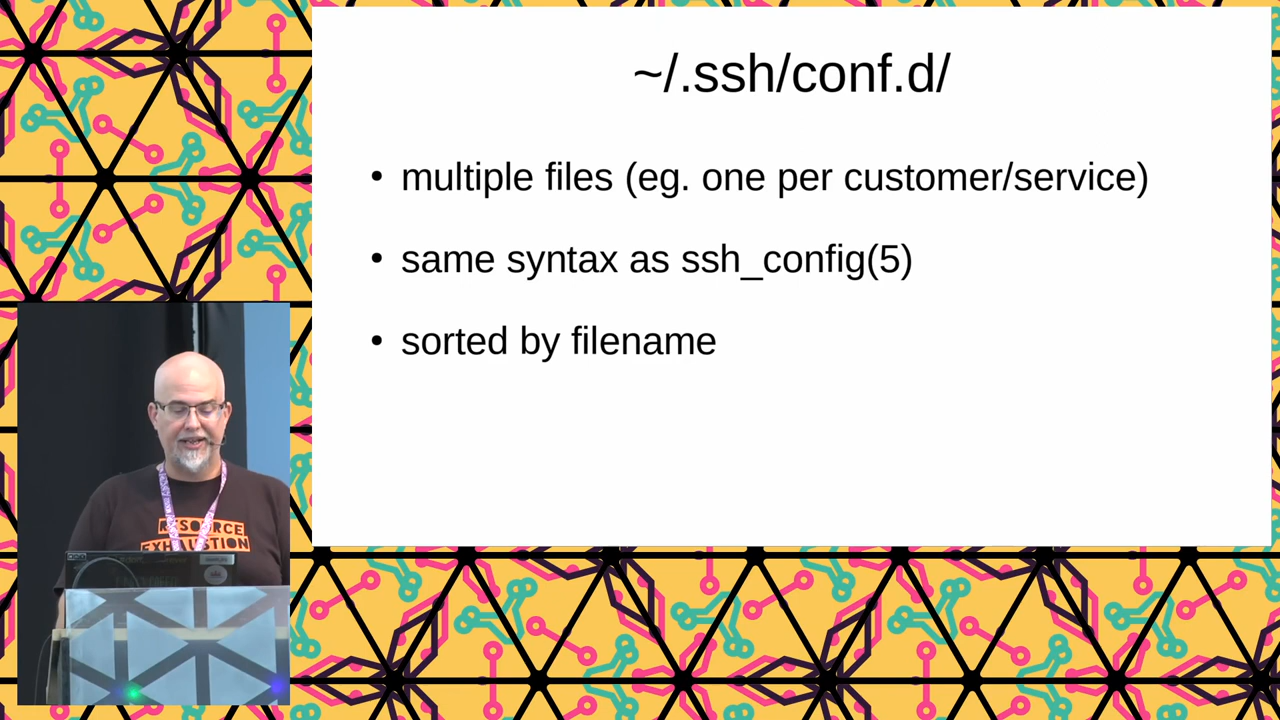 ~/.ssh/conf.d/
• multiple files (eg. one per customer/service)
• same syntax as ssh_config(5)
• sorted by filename
RESOURCE
EXHAUSTION